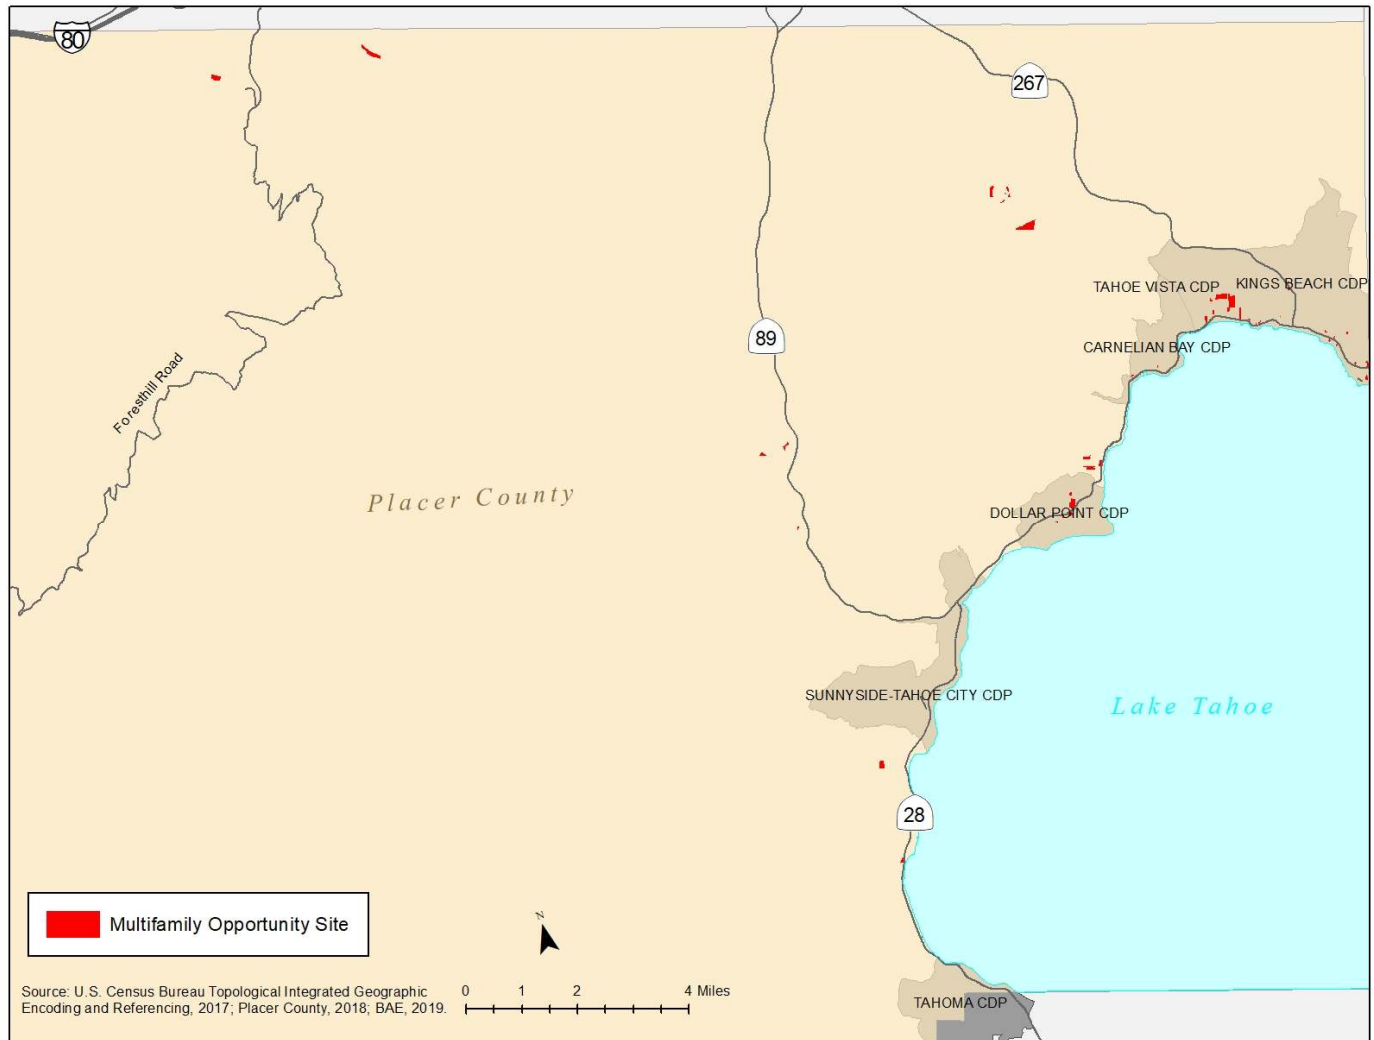 80
267
TAHOE VISTA CDP
KINGS BEACH CDP
89
CARNELIAN BAY CDP
Foresthill Road
Placer County
DOLLAR POINT CDP
SUNNYSIDE-TAHOE CITY CDP
Lake Tahoe
28
Multifamily Opportunity Site
N
Source: U.S. Census Bureau Topological Integrated Geographic
Encoding and Referencing, 2017; Placer County, 2018; BAE, 2019.
0 1 2 4 Miles
TAHOMA CDP